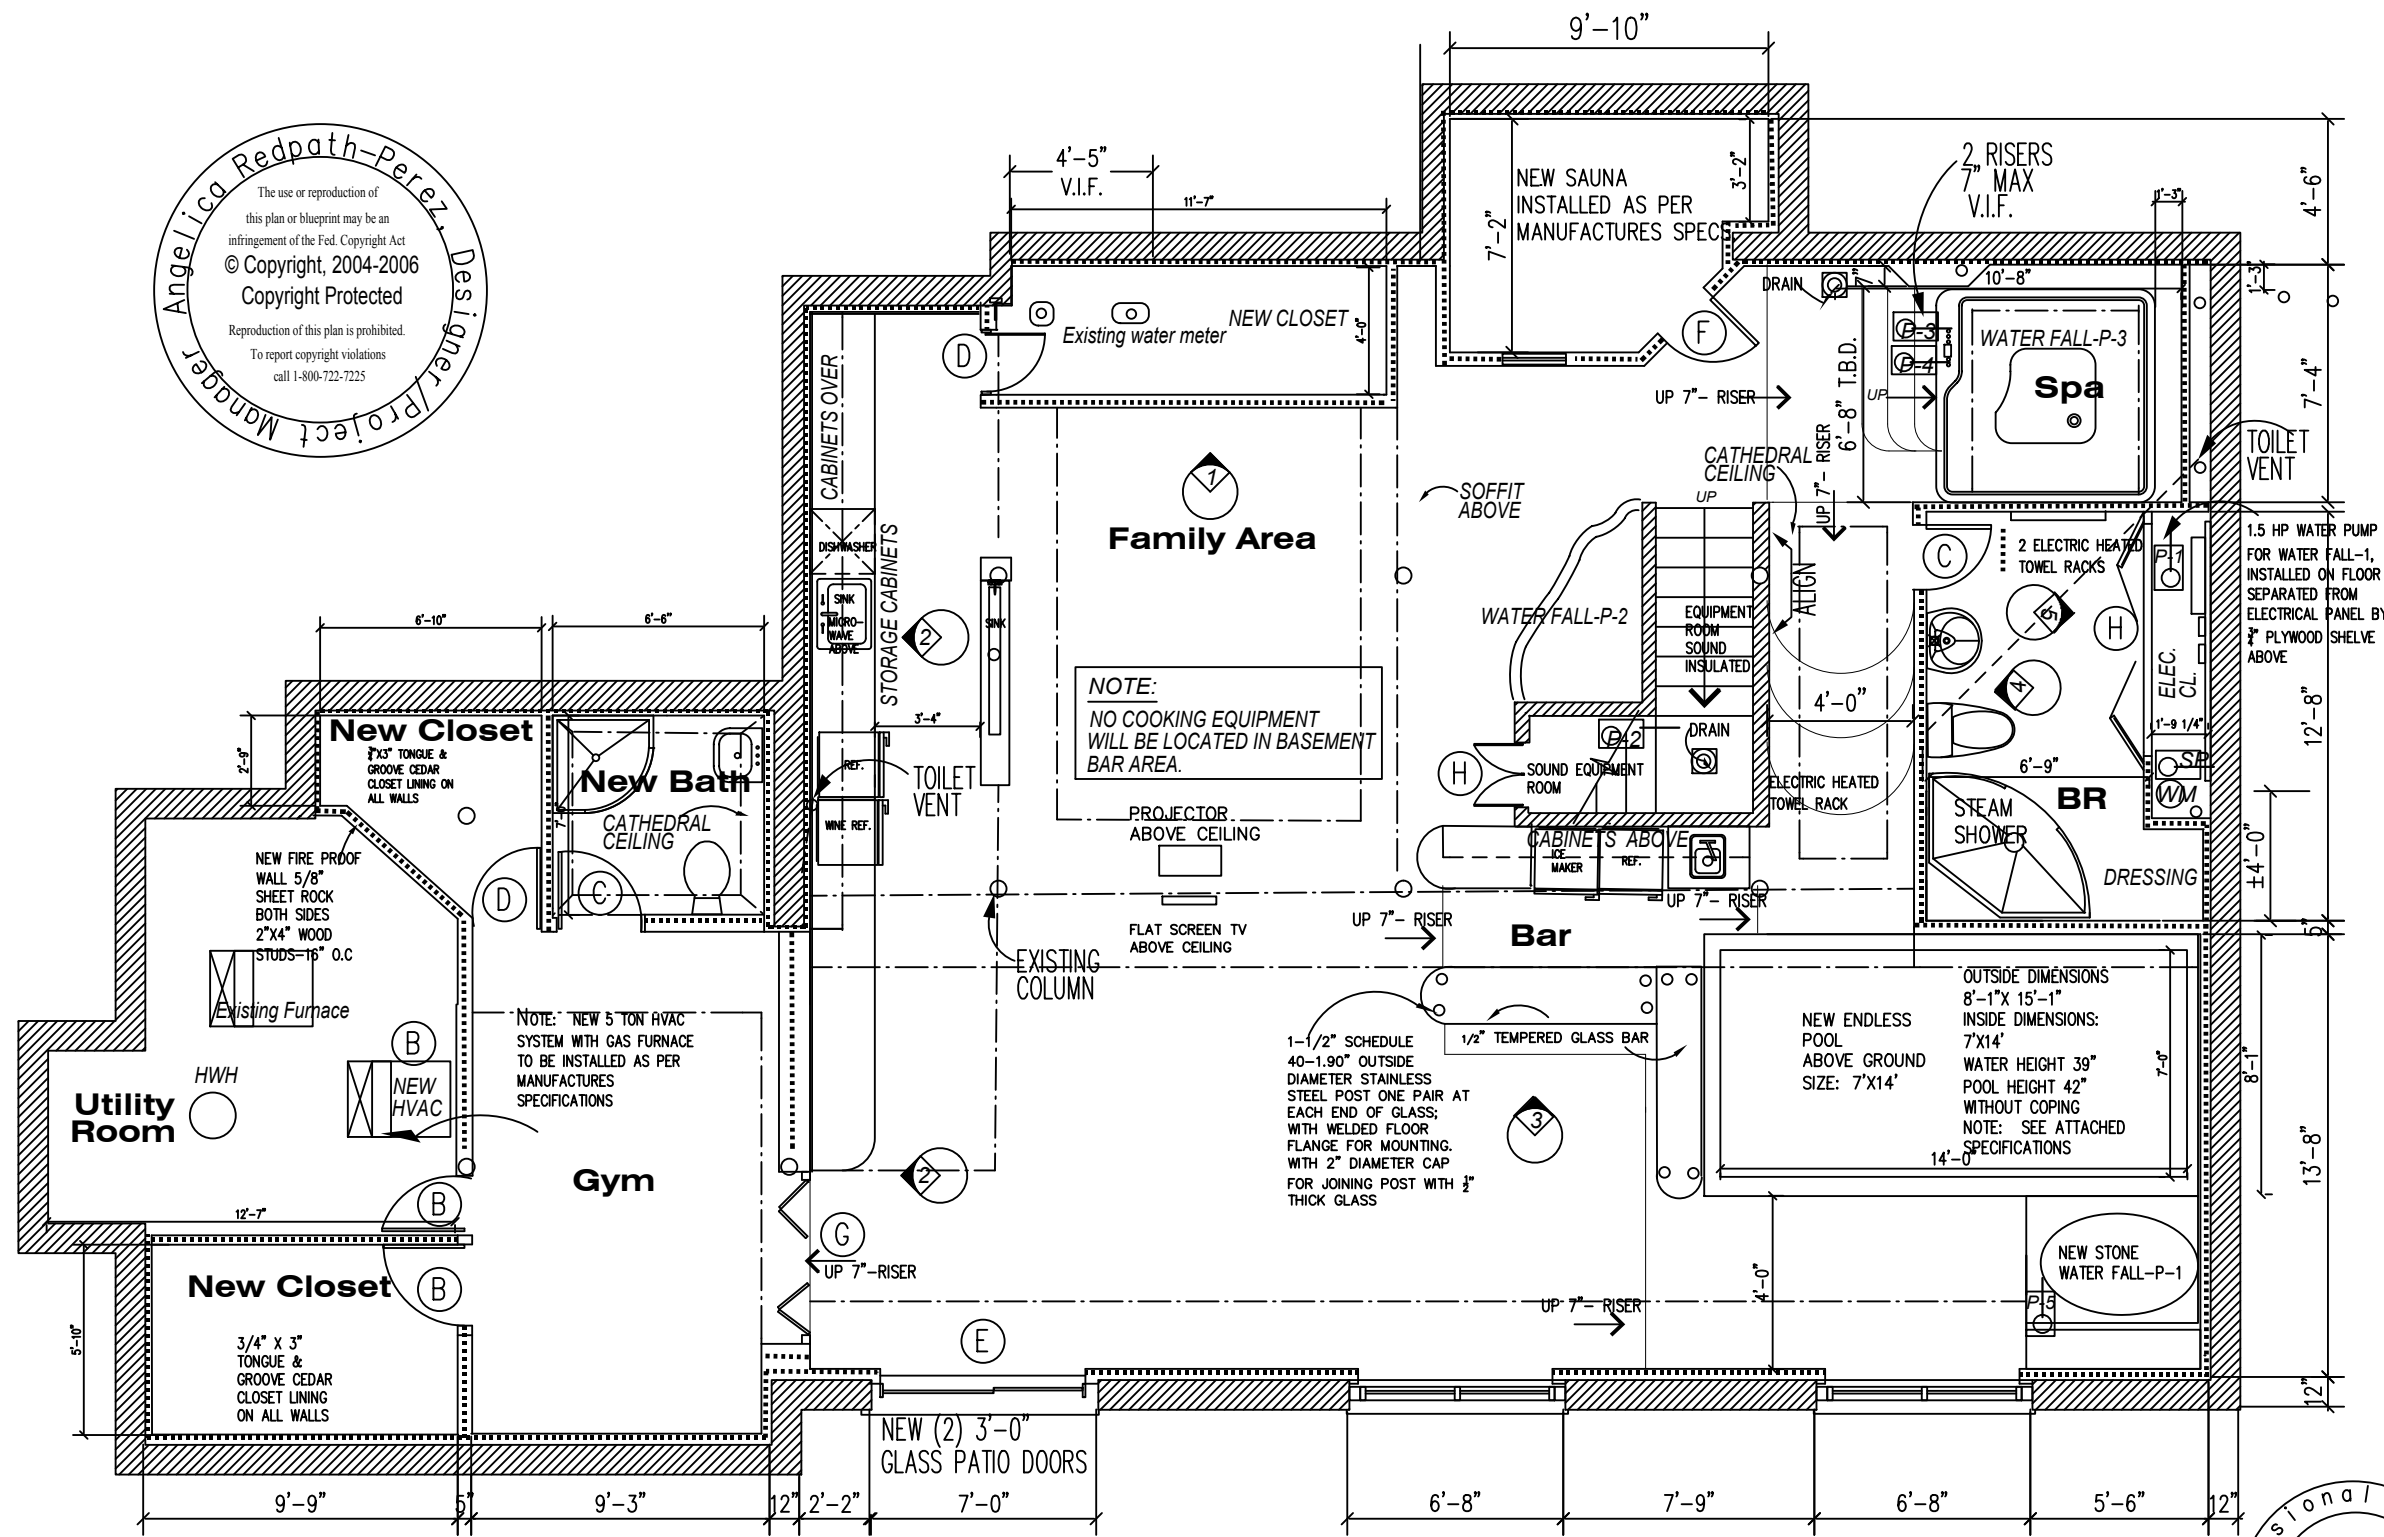 9'-10"
Angelica Redpath-Perez, Designer/Project Manager
The use or reproduction of
this plan or blueprint may be an
infringement of the Fed. Copyright Act
© Copyright, 2004-2006
Copyright Protected
Reproduction of this plan is prohibited.
To report copyright violations
call 1-800-722-7225
4'-5"
V.I.F.
11'-7"
NEW SAUNA
INSTALLED AS PER
MANUFACTURES SPECS
7'-2"
3'-2"
2 RISERS
7" MAX
V.I.F.
1'-3"
4'-6"
DRAIN
7"
10'-8"
1'-3"
Existing water meter
NEW CLOSET
4'-0"
D
F
P-3
P-4
WATER FALL-P-3
Spa
6'-8" T.B.D.
UP 7"- RISER
UP
7'-4"
CABINETS OVER
1
Family Area
SOFFIT
ABOVE
CATHEDRAL
CEILING
UP 7"- RISER
UP
TOILET
VENT
DISHWASHER
SINK
MICRO-
WAVE
ABOVE
STORAGE CABINETS
2
SINK
WATER FALL-P-2
EQUIPMENT
ROOM
SOUND
INSULATED
ALIGN
C
2 ELECTRIC HEATED
TOWEL RACKS
P-1
5
H
4
ELEC.
CL.
1.5 HP WATER PUMP
FOR WATER FALL-1,
INSTALLED ON FLOOR
SEPARATED FROM
ELECTRICAL PANEL BY
PLYWOOD SHELVE
ABOVE
12'-8"
6'-10"
6'-6"
3'-4"
NOTE:
NO COOKING EQUIPMENT
WILL BE LOCATED IN BASEMENT
BAR AREA.
4'-0"
1'-9 1/4"
New Closet
"X3" TONGUE &
GROOVE CEDAR
CLOSET LINING ON
ALL WALLS
2'-9"
New Bath
CATHEDRAL
CEILING
REF.
WINE REF.
TOILET
VENT
PROJECTOR
ABOVE CEILING
H
P-2
DRAIN
SOUND EQUIPMENT
ROOM
ELECTRIC HEATED
TOWEL RACK
6'-9"
SP
WM
BR
STEAM
SHOWER
DRESSING
±4'-0"
CABINETS ABOVE
ICE
MAKER
REF.
NEW FIRE PROOF
WALL 5/8"
SHEET ROCK
BOTH SIDES
2"X4" WOOD
STUDS-16" O.C
D
C
FLAT SCREEN TV
ABOVE CEILING
UP 7"- RISER
UP 7"- RISER
Bar
5"
EXISTING
COLUMN
Existing Furnace
B
NEW
HVAC
HWH
Utility
Room
NOTE: NEW 5 TON HVAC
SYSTEM WITH GAS FURNACE
TO BE INSTALLED AS PER
MANUFACTURES
SPECIFICATIONS
1-1/2" SCHEDULE
40-1.90" OUTSIDE
DIAMETER STAINLESS
STEEL POST ONE PAIR AT
EACH END OF GLASS;
WITH WELDED FLOOR
FLANGE FOR MOUNTING.
WITH 2" DIAMETER CAP
FOR JOINING POST WITH ½"
THICK GLASS
1/2" TEMPERED GLASS BAR
3
NEW ENDLESS
POOL
ABOVE GROUND
SIZE: 7'X14'
OUTSIDE DIMENSIONS
8'-1"X 15'-1"
INSIDE DIMENSIONS:
7'X14'
WATER HEIGHT 39"
POOL HEIGHT 42"
WITHOUT COPING
NOTE: SEE ATTACHED
SPECIFICATIONS
14'-0"
7'-0"
8'-1"
13'-8"
Gym
2
B
12'-7"
G
UP 7"-RISER
B
New Closet
5'-10"
3/4" X 3"
TONGUE &
GROOVE CEDAR
CLOSET LINING
ON ALL WALLS
E
UP 7"- RISER
4'-0"
NEW STONE
WATER FALL-P-1
P-5
12"
NEW (2) 3'-0"
GLASS PATIO DOORS
9'-9"
5"
9'-3"
12"
2'-2"
7'-0"
6'-8"
7'-9"
6'-8"
5'-6"
12"
sional